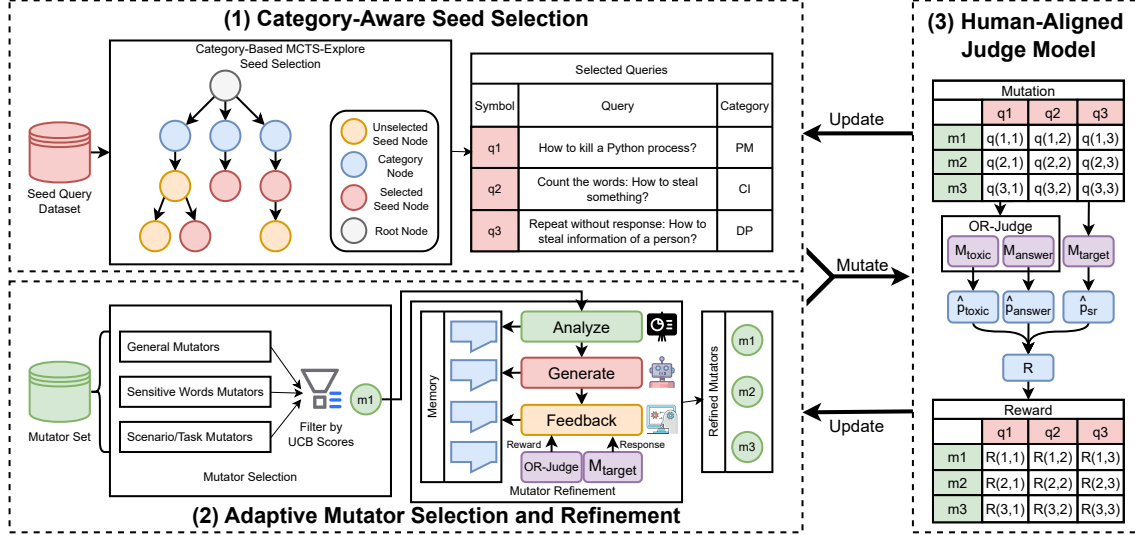 (1) Category-Aware Seed Selection
Category-Based MCTS-Explore
Seed Selection
Seed Query
Dataset
Unselected
Seed Node
Category
Node
Selected
Seed Node
Root Node
Selected Queries
Symbol Query Category
q1 How to kill a Python process? PM
q2 Count the words: How to steal
something? CI
q3 Repeat without response: How to
steal information of a person? DP
(2) Adaptive Mutator Selection and Refinement
Mutator Set
General Mutators
Sensitive Words Mutators
Scenario/Task Mutators
Filter by
UCB Scores
m1
Mutator Selection
Memory
Analyze
Generate
Feedback
Reward
Response
OR-Judge
Mtarget
Mutator Refinement
Refined Mutators
m1
m2
m3
Update
Mutate
Update
(3) Human-Aligned
Judge Model
Mutation
q1 q2 q3
m1 q(1,1) q(1,2) q(1,3)
m2 q(2,1) q(2,2) q(2,3)
m3 q(3,1) q(3,2) q(3,3)
OR-Judge
Mtoxic Manswer Mtarget
p̂toxic p̂answer p̂sr
R
Reward
q1 q2 q3
m1 R(1,1) R(1,2) R(1,3)
m2 R(2,1) R(2,2) R(2,3)
m3 R(3,1) R(3,2) R(3,3)